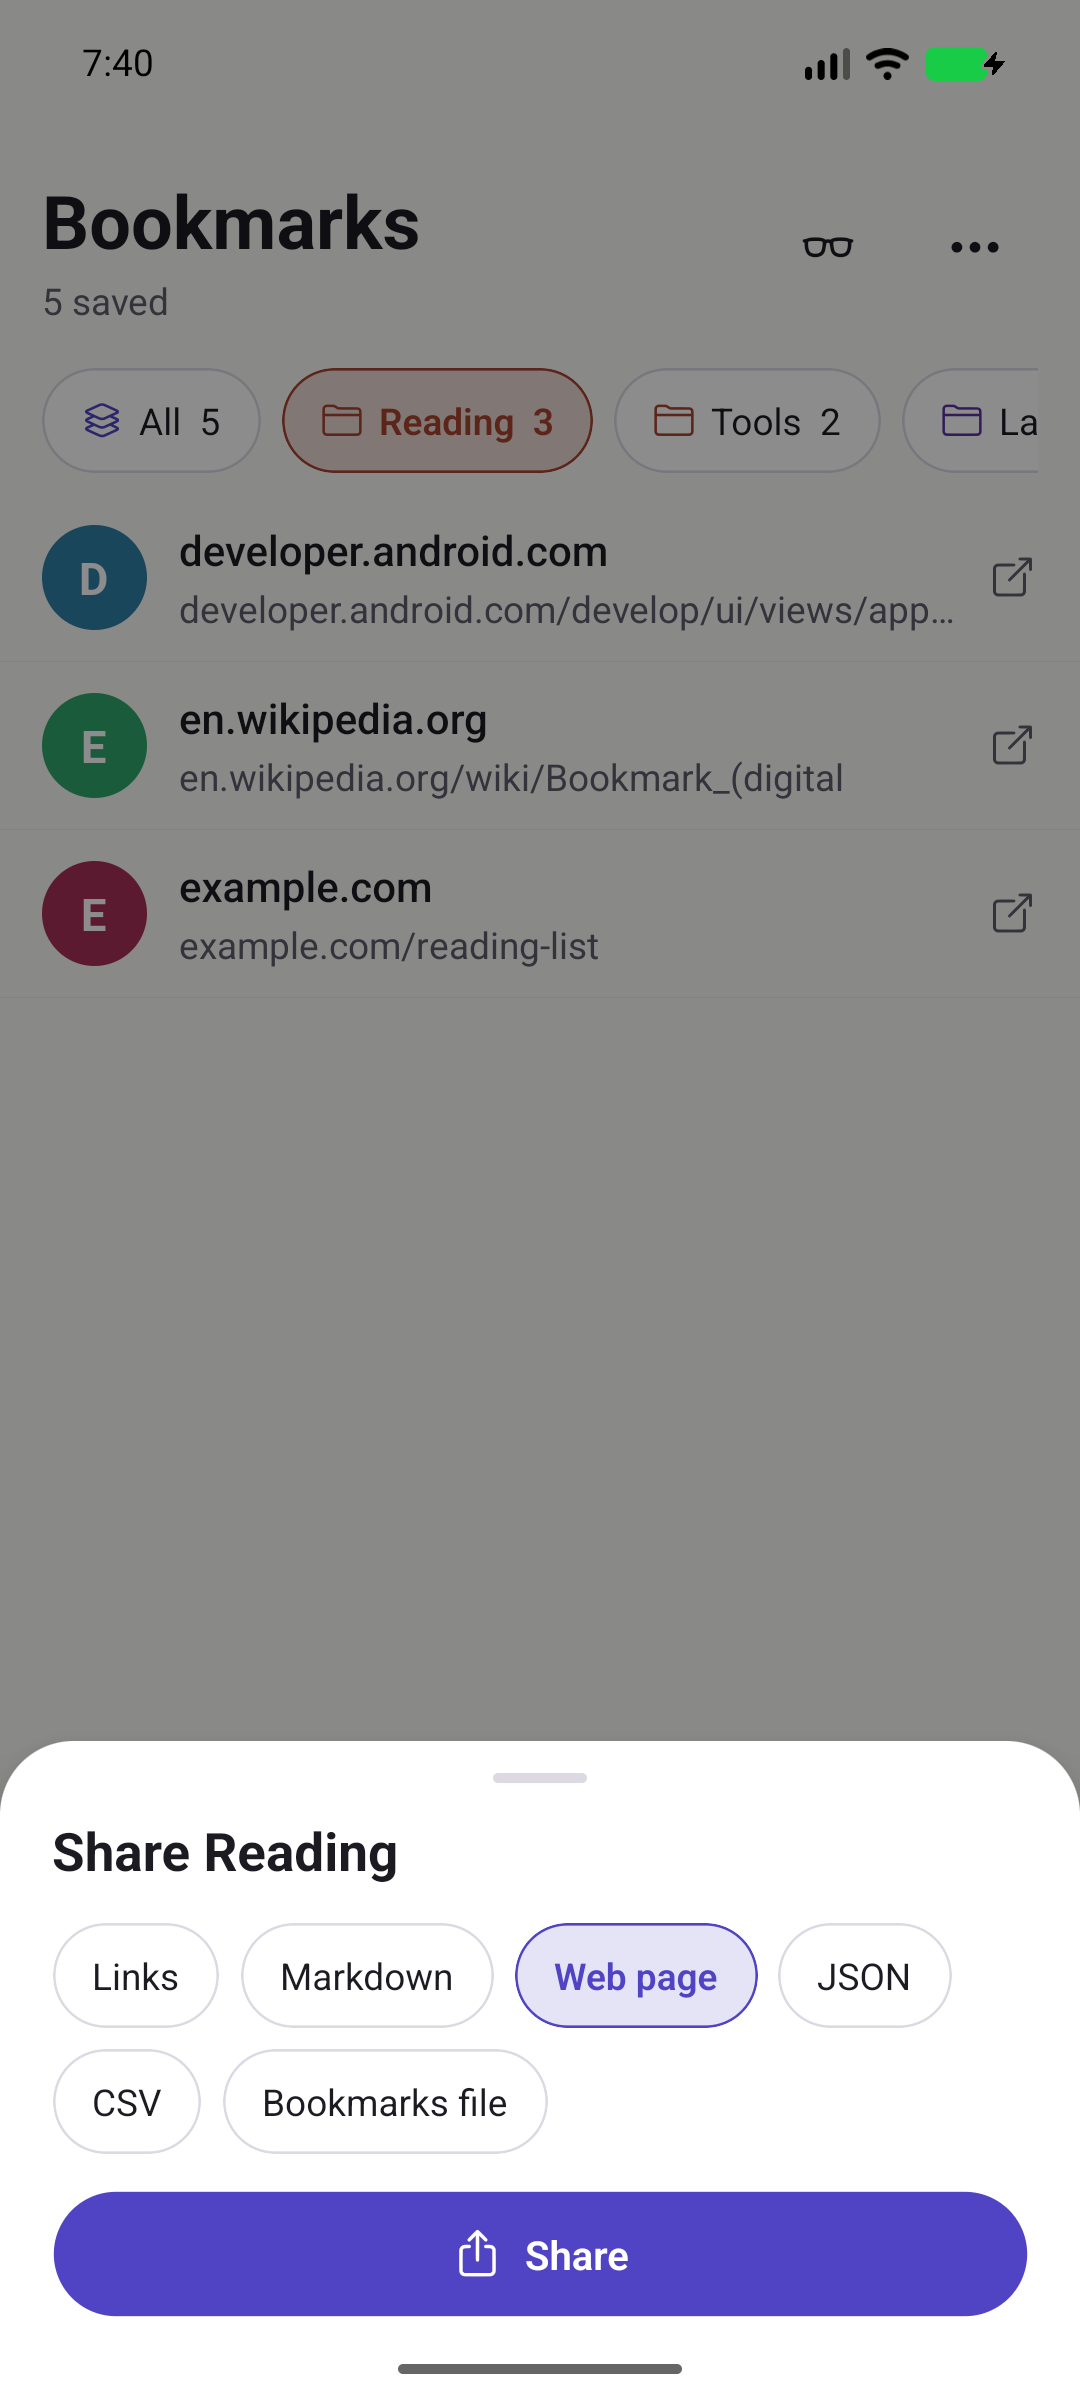 7:40
Bookmarks
5 saved
All 5
Reading 3
Tools 2
La
D
developer.android.com
developer.android.com/develop/ui/views/app...
E
en.wikipedia.org
en.wikipedia.org/wiki/Bookmark_(digital
E
example.com
example.com/reading-list
Share Reading
Links
Markdown
Web page
JSON
CSV
Bookmarks file
Share